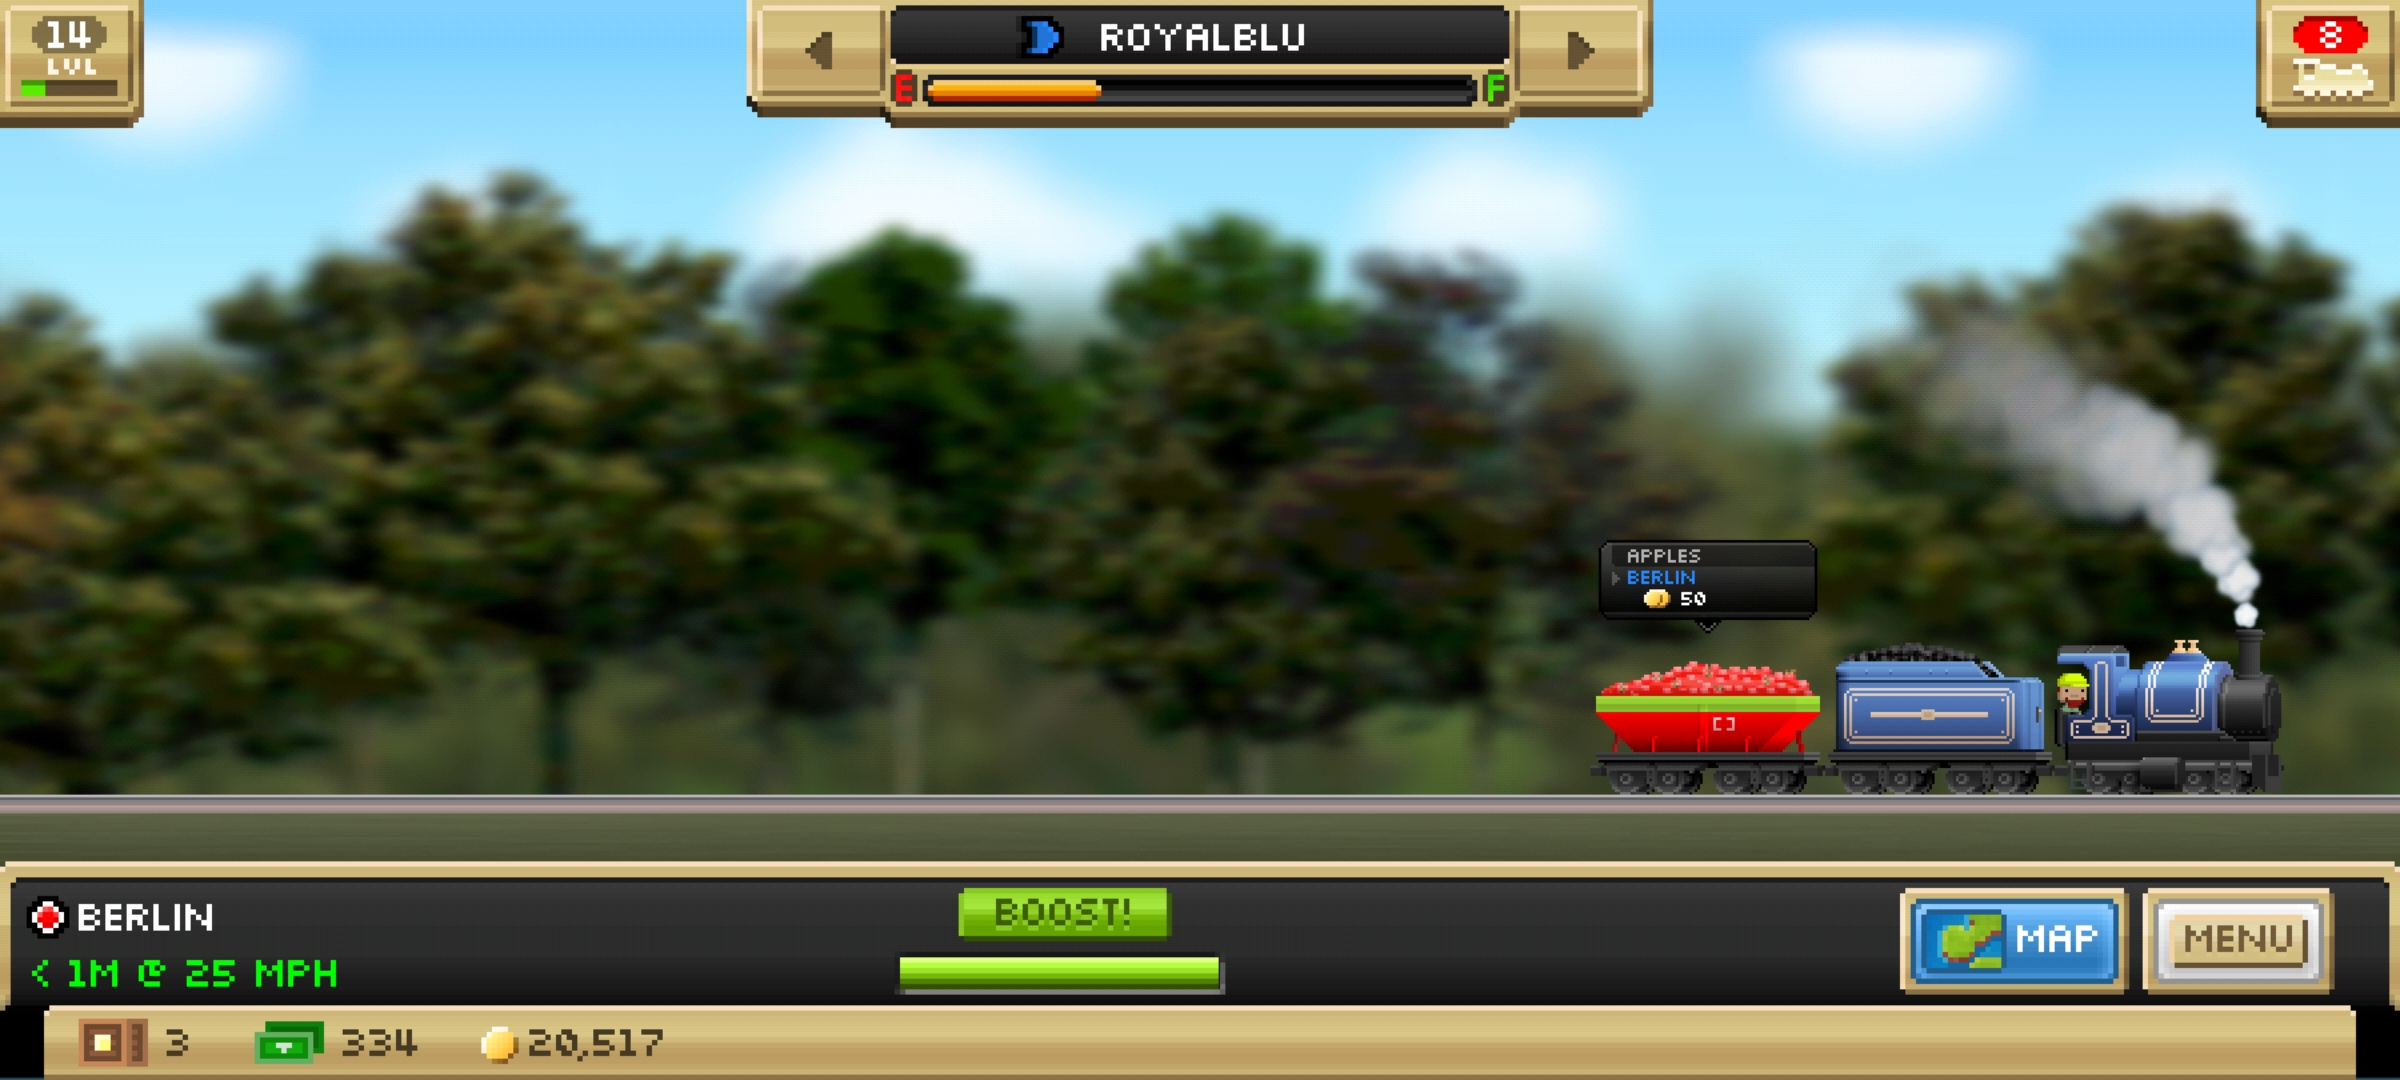 14
LVL
ROYALBLU
E F
8
APPLES
BERLIN
50
BERLIN
< 1M @ 25 MPH
BOOST!
MAP
MENU
3 334 20,517